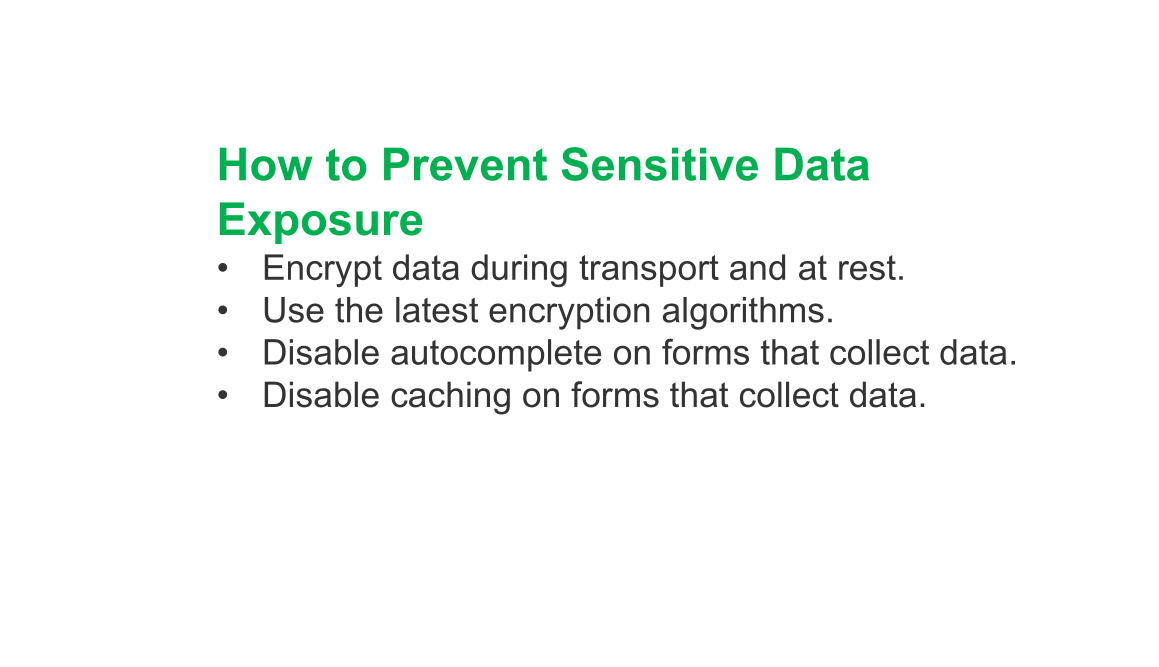 How to Prevent Sensitive Data
Exposure
• Encrypt data during transport and at rest.
• Use the latest encryption algorithms.
• Disable autocomplete on forms that collect data.
• Disable caching on forms that collect data.